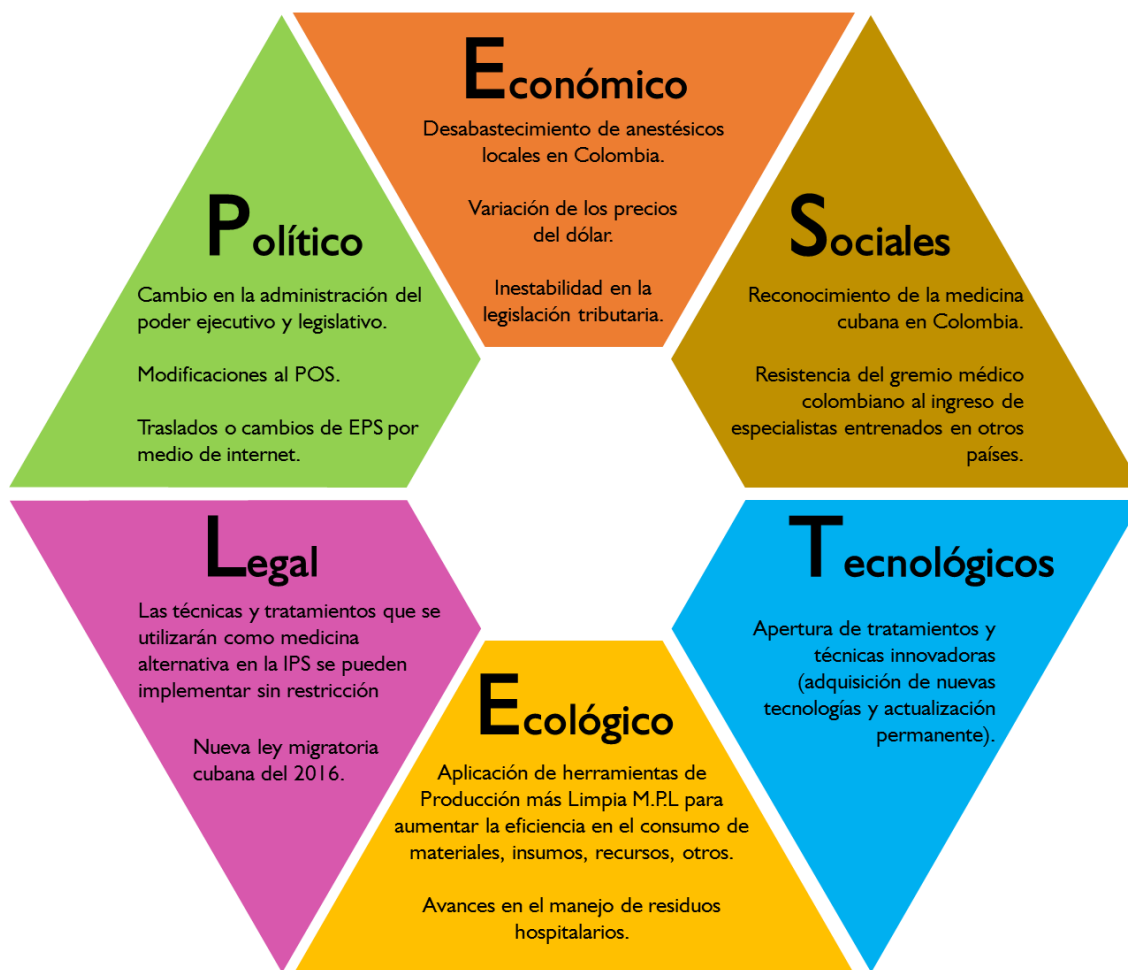 Político
Cambio en la administración del
poder ejecutivo y legislativo.
Modificaciones al POS.
Traslados o cambios de EPS por
medio de internet.
Económico
Desabastecimiento de anestésicos
locales en Colombia.
Variación de los precios
del dólar.
Inestabilidad en la
legislación tributaria.
Sociales
Reconocimiento de la medicina
cubana en Colombia.
Resistencia del gremio médico
colombiano al ingreso de
especialistas entrenados en otros
países.
Tecnológicos
Apertura de tratamientos y
técnicas innovadoras
(adquisición de nuevas
tecnologías y actualización
permanente).
Ecológico
Aplicación de herramientas de
Producción más Limpia M.P.L para
aumentar la eficiencia en el consumo de
materiales, insumos, recursos, otros.
Avances en el manejo de residuos
hospitalarios.
Legal
Las técnicas y tratamientos que se
utilizarán como medicina
alternativa en la IPS se pueden
implementar sin restricción
Nueva ley migratoria
cubana del 2016.